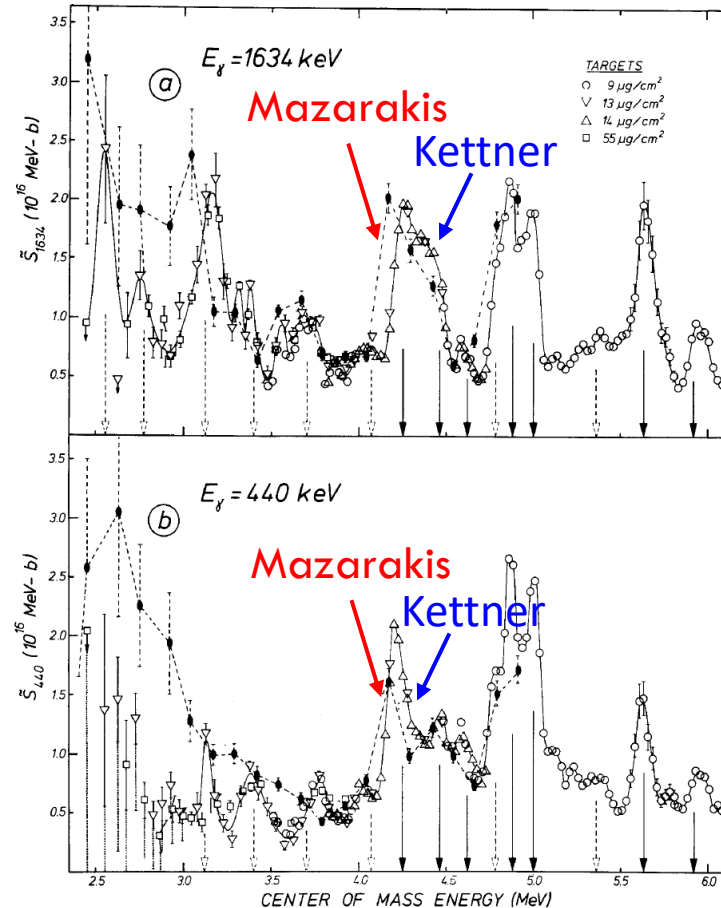 E_γ = 1634 keV
a
TARGETS
○ 9 μg/cm²
▽ 13 μg/cm²
△ 14 μg/cm²
□ 55 μg/cm²
Mazarakis
Kettner
S̃₁₆₃₄ (10¹⁶ MeV-b)
3.5
3.0
2.5
2.0
1.5
1.0
0.5
E_γ = 440 keV
b
Mazarakis
Kettner
S̃₄₄₀ (10¹⁶ MeV-b)
3.5
3.0
2.5
2.0
1.5
1.0
0.5
2.5 3.0 3.5 4.0 4.5 5.0 5.5 6.0
CENTER OF MASS ENERGY (MeV)